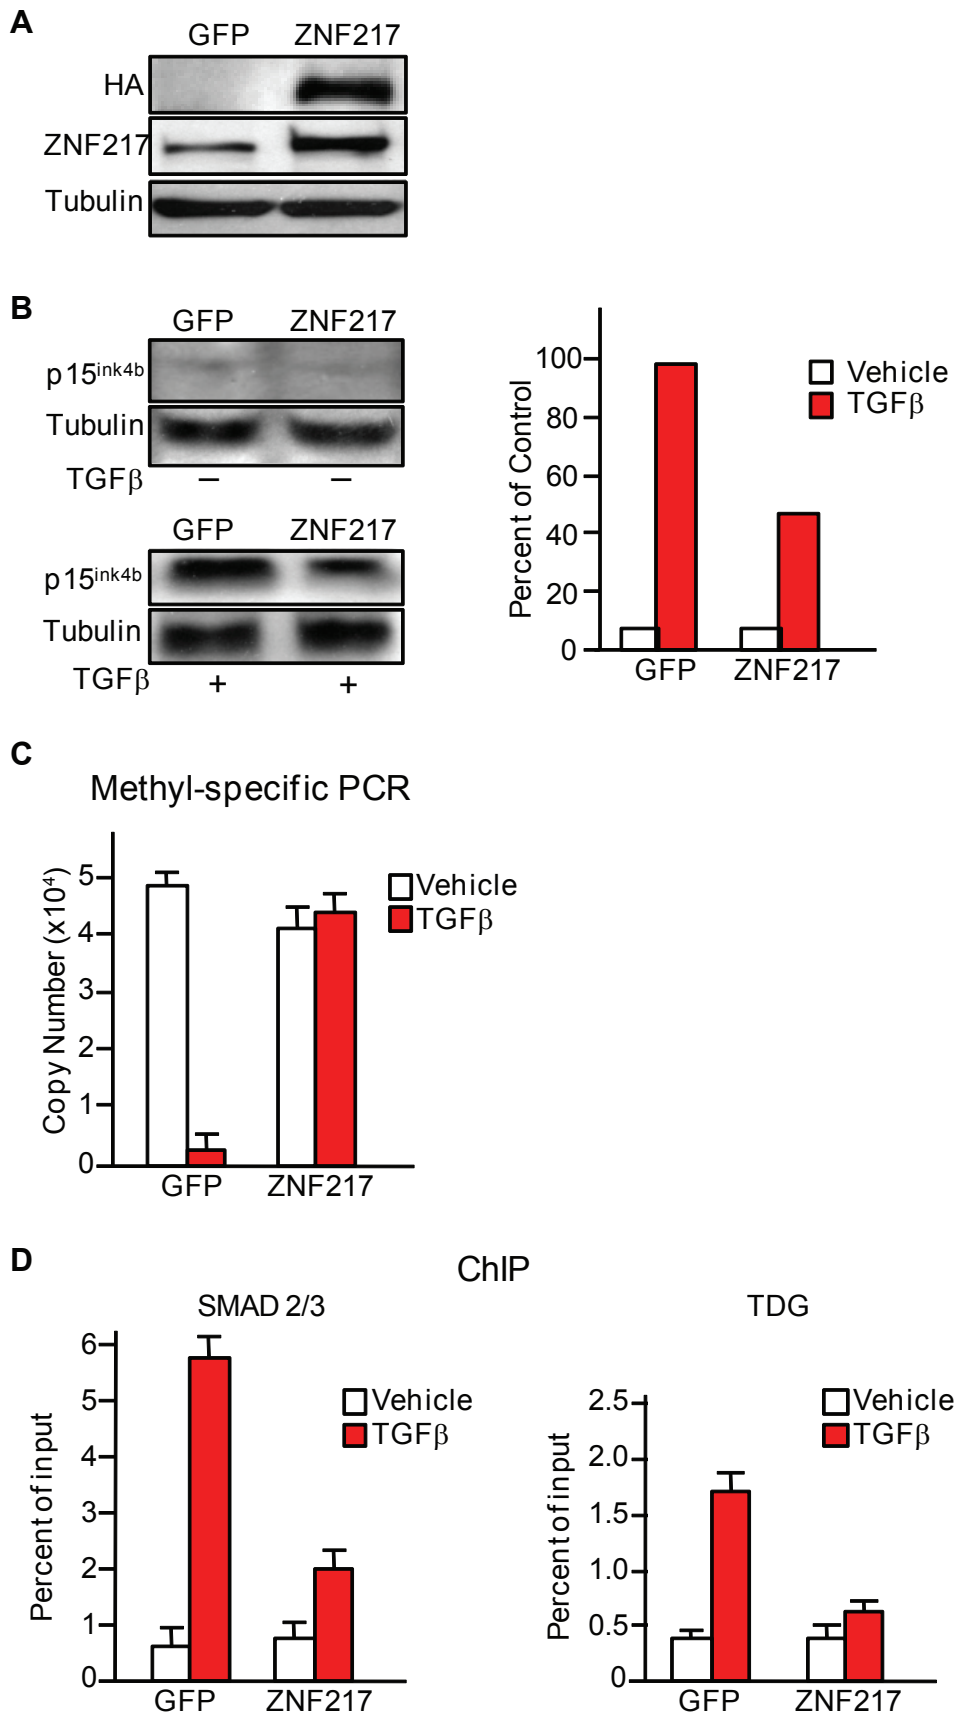 A
GFP ZNF217
HA
ZNF217
Tubulin
B
GFP ZNF217
p15ink4b
Tubulin
TGFβ − −
GFP ZNF217
p15ink4b
Tubulin
TGFβ + +
Percent of Control
100
80
60
40
20
0
GFP ZNF217
Vehicle
TGFβ
C
Methyl-specific PCR
Copy Number (x10⁴)
5
4
3
2
1
0
GFP ZNF217
Vehicle
TGFβ
D
ChIP
SMAD 2/3
Percent of input
6
5
4
3
2
1
0
GFP ZNF217
Vehicle
TGFβ
TDG
Percent of input
2.5
2.0
1.5
1.0
0.5
0
GFP ZNF217
Vehicle
TGFβ